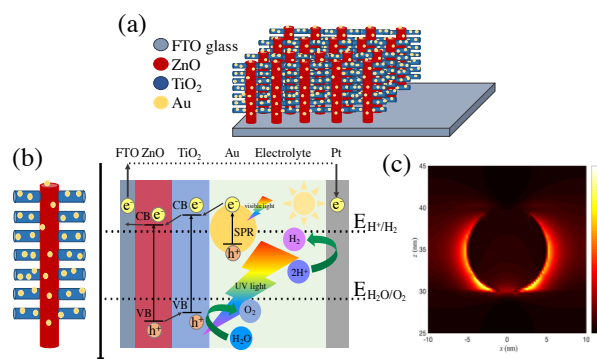 (a)
FTO glass
ZnO
TiO2
Au
(b)
FTO ZnO TiO2 Au Electrolyte Pt
e- e- e- e- e-
CB CB
visible light
SPR
h+
E H+/H2
H2
2H+
UV light
E H2O/O2
VB VB
O2
h+ h+
H2O
(c)
45
40
35
30
25
z (nm)
-10 -5 0 5 10
x (nm)